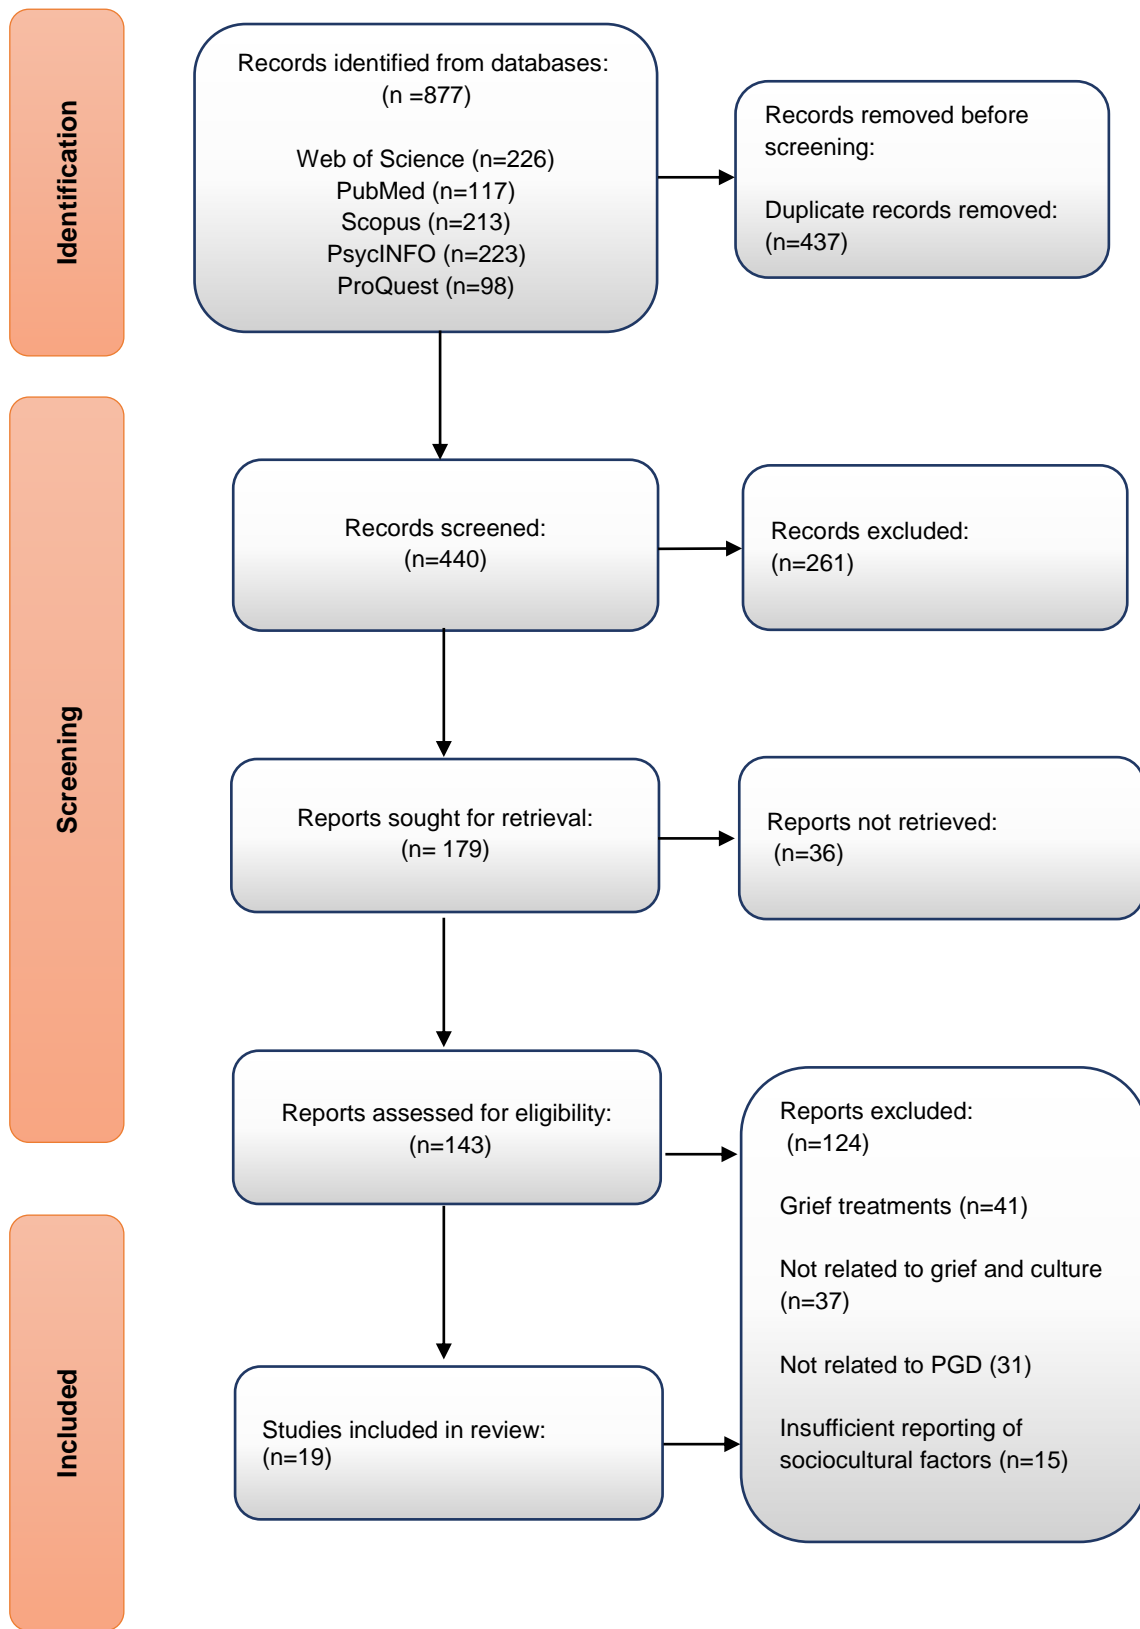 Identification
Records identified from databases:
(n =877)
Web of Science (n=226)
PubMed (n=117)
Scopus (n=213)
PsycINFO (n=223)
ProQuest (n=98)
Records removed before
screening:
Duplicate records removed:
(n=437)
Screening
Records screened:
(n=440)
Records excluded:
(n=261)
Reports sought for retrieval:
(n= 179)
Reports not retrieved:
(n=36)
Reports assessed for eligibility:
(n=143)
Reports excluded:
(n=124)
Grief treatments (n=41)
Not related to grief and culture
(n=37)
Not related to PGD (31)
Insufficient reporting of
sociocultural factors (n=15)
Included
Studies included in review:
(n=19)